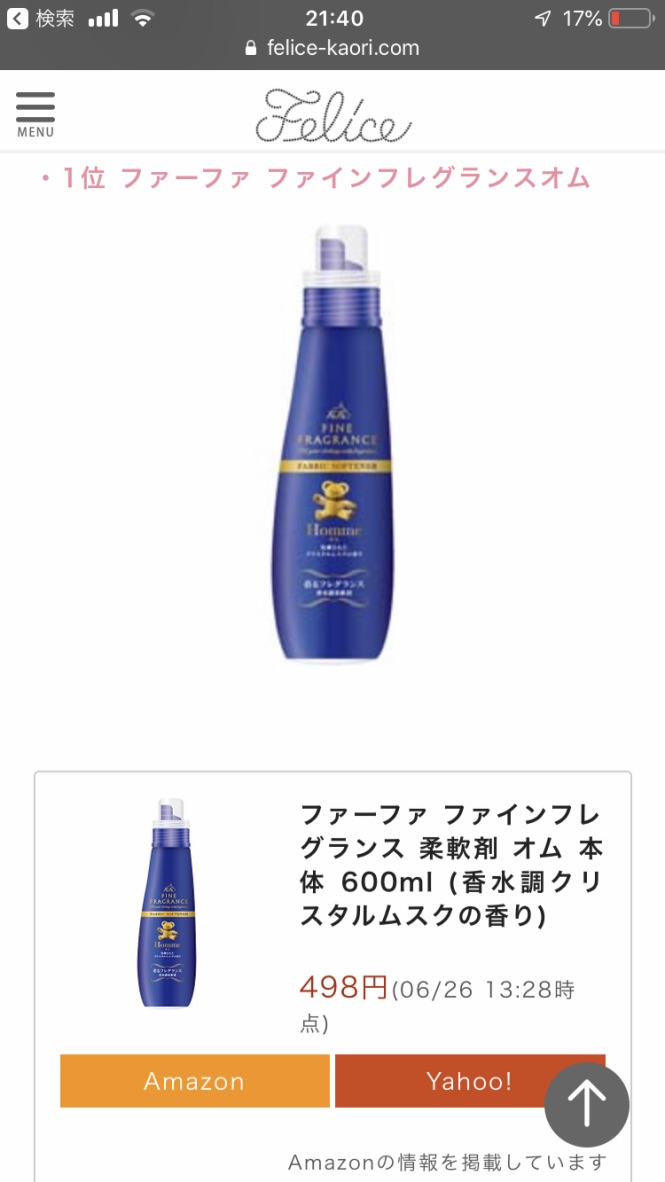 検索
21:40
17%
felice-kaori.com
MENU
Felice
・1位 ファーファ ファインフレグランスオム
FINE
FRAGRANCE
FABRIC SOFTENER
Homme
着るフレグランス
FINE
FRAGRANCE
Homme
ファーファ ファインフレ
グランス 柔軟剤 オム 本
体 600ml (香水調クリ
スタルムスクの香り)
498円(06/26 13:28時
点)
Amazon
Yahoo!
Amazonの情報を掲載しています